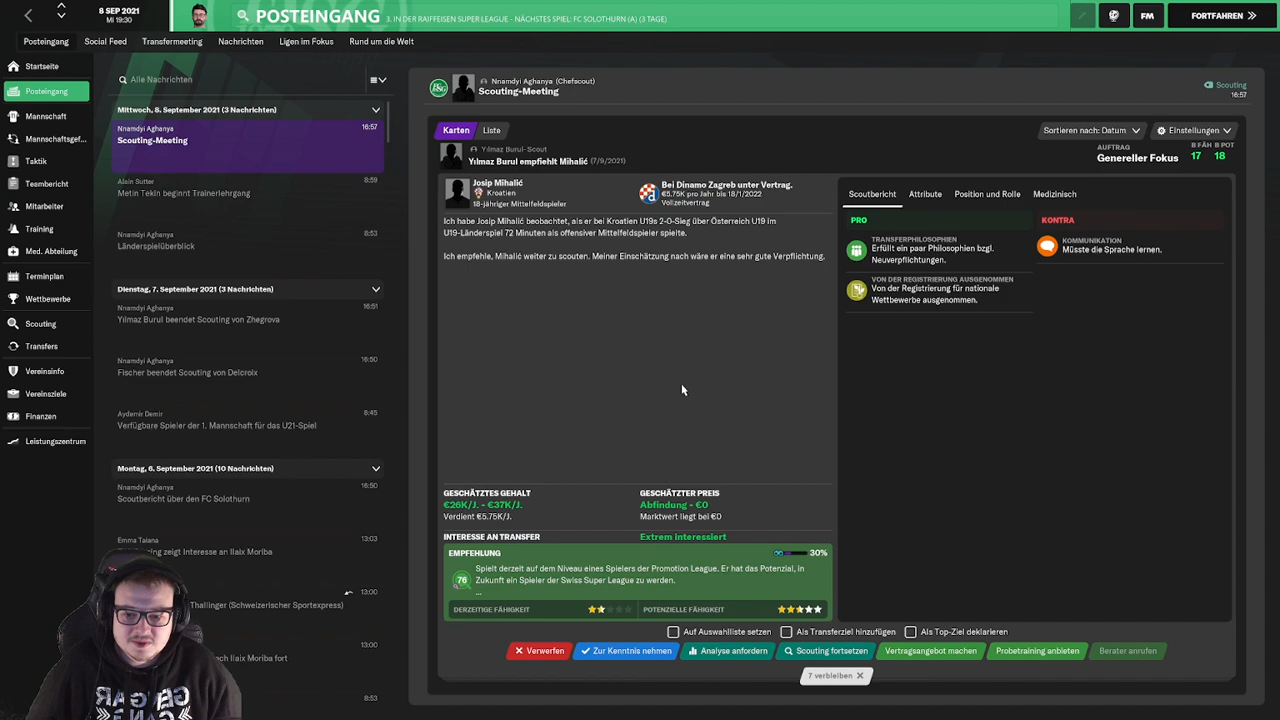 8 SEP 2021
MI 19:30
POSTEINGANG
3. IN DER RAIFFEISEN SUPER LEAGUE - NÄCHSTES SPIEL: FC SOLOTHURN (A) (3 TAGE)
FM
FORTFAHREN
Posteingang
Social Feed
Transfermeeting
Nachrichten
Ligen im Fokus
Rund um die Welt
Startseite
Posteingang
Mannschaft
Mannschaftsgef...
Taktik
Teambericht
Mitarbeiter
Training
Med. Abteilung
Terminplan
Wettbewerbe
Scouting
Transfers
Vereinsinfo
Vereinsziele
Finanzen
Leistungszentrum
Alle Nachrichten
Mittwoch, 8. September 2021 (3 Nachrichten)
Nnamdyi Aghanya 16:57
Scouting-Meeting
Alain Sutter 8:59
Metin Tekin beginnt Trainerlehrgang
Nnamdyi Aghanya 8:53
Länderspielüberblick
Dienstag, 7. September 2021 (3 Nachrichten)
Nnamdyi Aghanya 16:51
Yilmaz Burul beendet Scouting von Zhegrova
Nnamdyi Aghanya 16:50
Fischer beendet Scouting von Delcroix
Aydemir Demir 8:45
Verfügbare Spieler der 1. Mannschaft für das U21-Spiel
Montag, 6. September 2021 (10 Nachrichten)
Nnamdyi Aghanya 16:50
Scoutbericht über den FC Solothurn
Emma Taiana 13:03
zeigt Interesse an Ilaix Moriba
13:00
Thallinger (Schweizerischer Sportexpress)
13:00
ch Ilaix Moriba fort
8:53
Nnamdyi Aghanya (Chefscout)
Scouting-Meeting
Scouting
16:57
Karten
Liste
Sortieren nach: Datum
Einstellungen
Yilmaz Burul-Scout
Yilmaz Burul empfiehlt Mihalić (7/9/2021)
AUFTRAG
Genereller Fokus
B FÄH
17
B POT
18
Josip Mihalić
Kroatien
18-jähriger Mittelfeldspieler
Bei Dinamo Zagreb unter Vertrag.
€5.75K pro Jahr bis 18/1/2022
Vollzeitvertrag
Ich habe Josip Mihalić beobachtet, als er bei Kroatien U19s 2-0-Sieg über Österreich U19 im
U19-Länderspiel 72 Minuten als offensiver Mittelfeldspieler spielte.
Ich empfehle, Mihalić weiter zu scouten. Meiner Einschätzung nach wäre er eine sehr gute Verpflichtung.
Scoutbericht
Attribute
Position und Rolle
Medizinisch
PRO
KONTRA
TRANSFERPHILOSOPHIEN
Erfüllt ein paar Philosophien bzgl.
Neuverpflichtungen.
KOMMUNIKATION
Müsste die Sprache lernen.
VON DER REGISTRIERUNG AUSGENOMMEN
Von der Registrierung für nationale
Wettbewerbe ausgenommen.
GESCHÄTZTES GEHALT
€26K/J. - €37K/J.
Verdient €5.75K/J.
GESCHÄTZTER PREIS
Abfindung - €0
Marktwert liegt bei €0
INTERESSE AN TRANSFER
Extrem interessiert
EMPFEHLUNG
30%
76
Spielt derzeit auf dem Niveau eines Spielers der Promotion League. Er hat das Potenzial, in
Zukunft ein Spieler der Swiss Super League zu werden.
...
DERZEITIGE FÄHIGKEIT
POTENZIELLE FÄHIGKEIT
Auf Auswahlliste setzen
Als Transferziel hinzufügen
Als Top-Ziel deklarieren
Verwerfen
Zur Kenntnis nehmen
Analyse anfordern
Scouting fortsetzen
Vertragsangebot machen
Probetraining anbieten
Berater anrufen
7 verbleiben